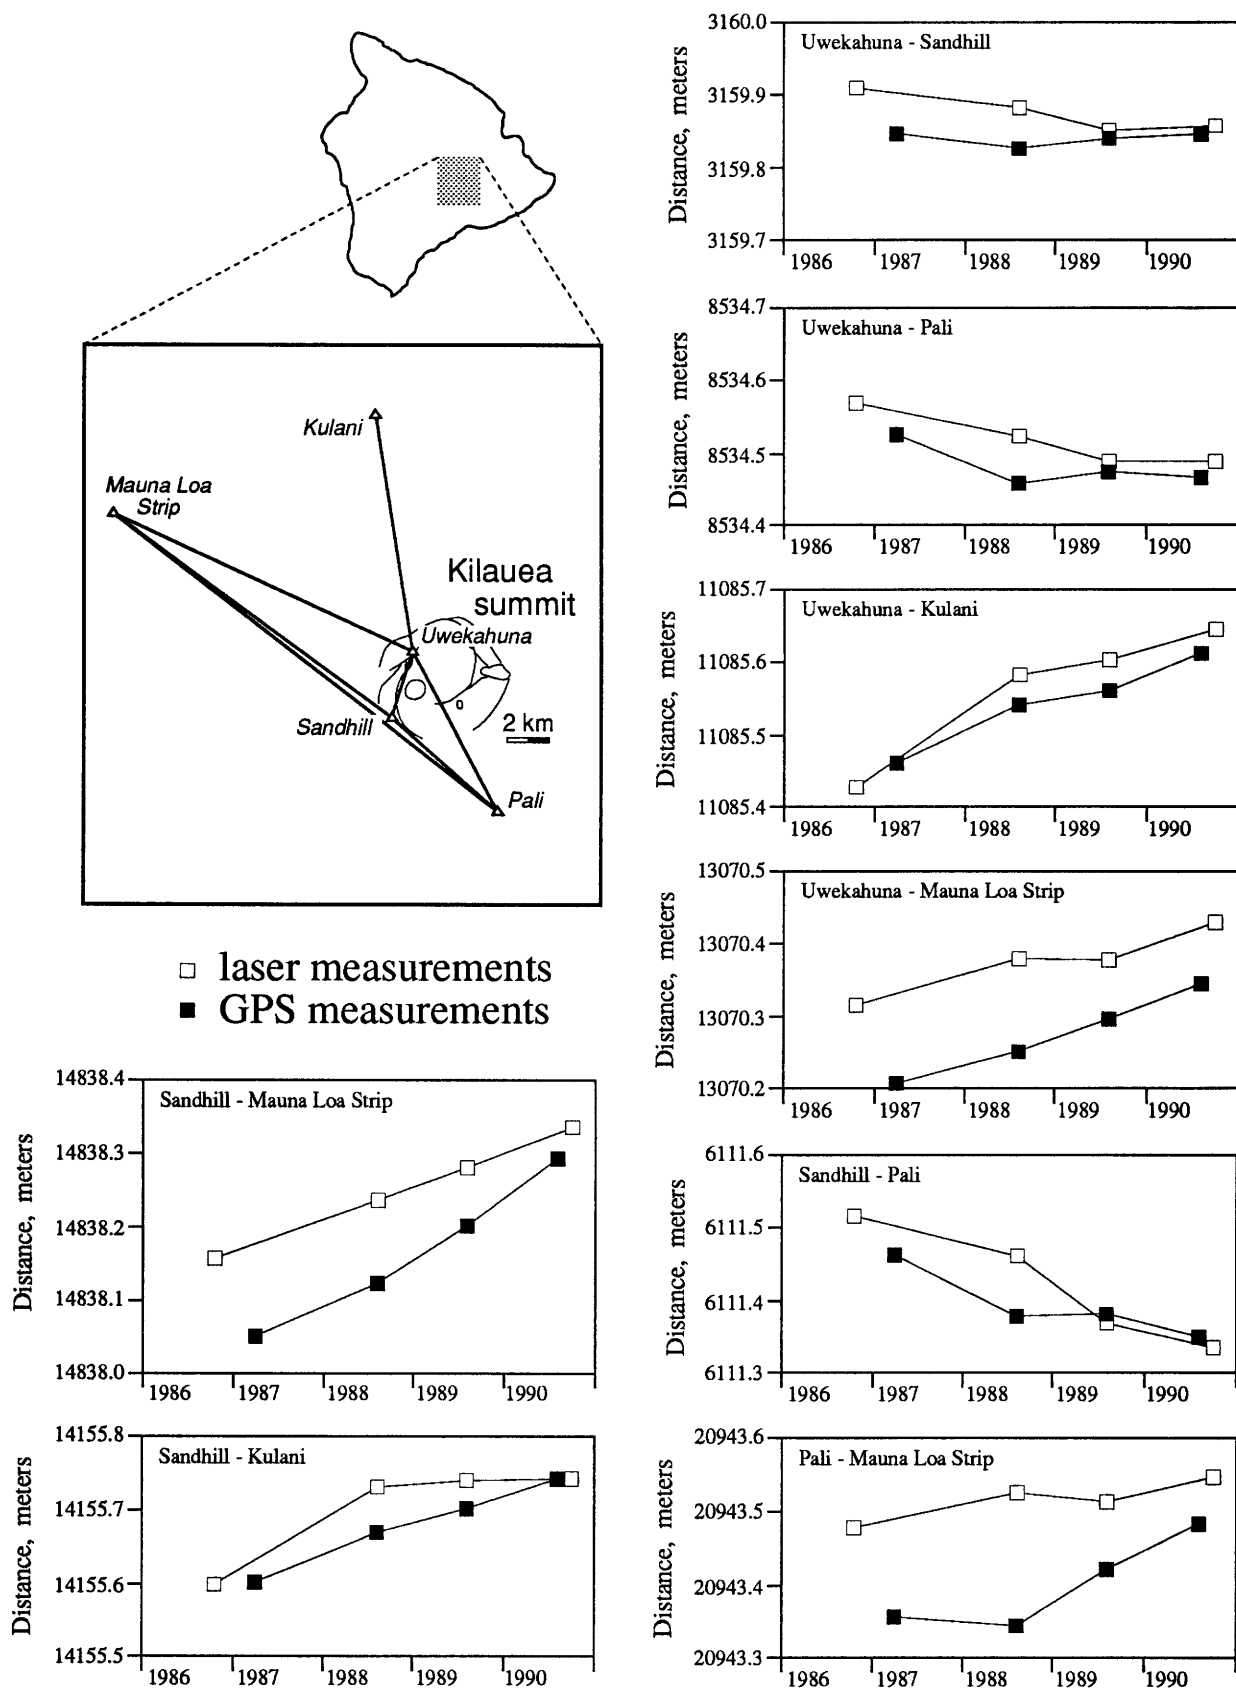 Kulani
Mauna Loa
Strip
Kilauea
summit
Uwekahuna
Sandhill
2 km
Pali
laser measurements
GPS measurements
Uwekahuna - Sandhill
Distance, meters
3160.0
3159.9
3159.8
3159.7
1986 1987 1988 1989 1990
Uwekahuna - Pali
Distance, meters
8534.7
8534.6
8534.5
8534.4
1986 1987 1988 1989 1990
Uwekahuna - Kulani
Distance, meters
11085.7
11085.6
11085.5
11085.4
1986 1987 1988 1989 1990
Uwekahuna - Mauna Loa Strip
Distance, meters
13070.5
13070.4
13070.3
13070.2
1986 1987 1988 1989 1990
Sandhill - Mauna Loa Strip
Distance, meters
14838.4
14838.3
14838.2
14838.1
14838.0
1986 1987 1988 1989 1990
Sandhill - Pali
Distance, meters
6111.6
6111.5
6111.4
6111.3
1986 1987 1988 1989 1990
Sandhill - Kulani
Distance, meters
14155.8
14155.7
14155.6
14155.5
1986 1987 1988 1989 1990
Pali - Mauna Loa Strip
Distance, meters
20943.6
20943.5
20943.4
20943.3
1986 1987 1988 1989 1990